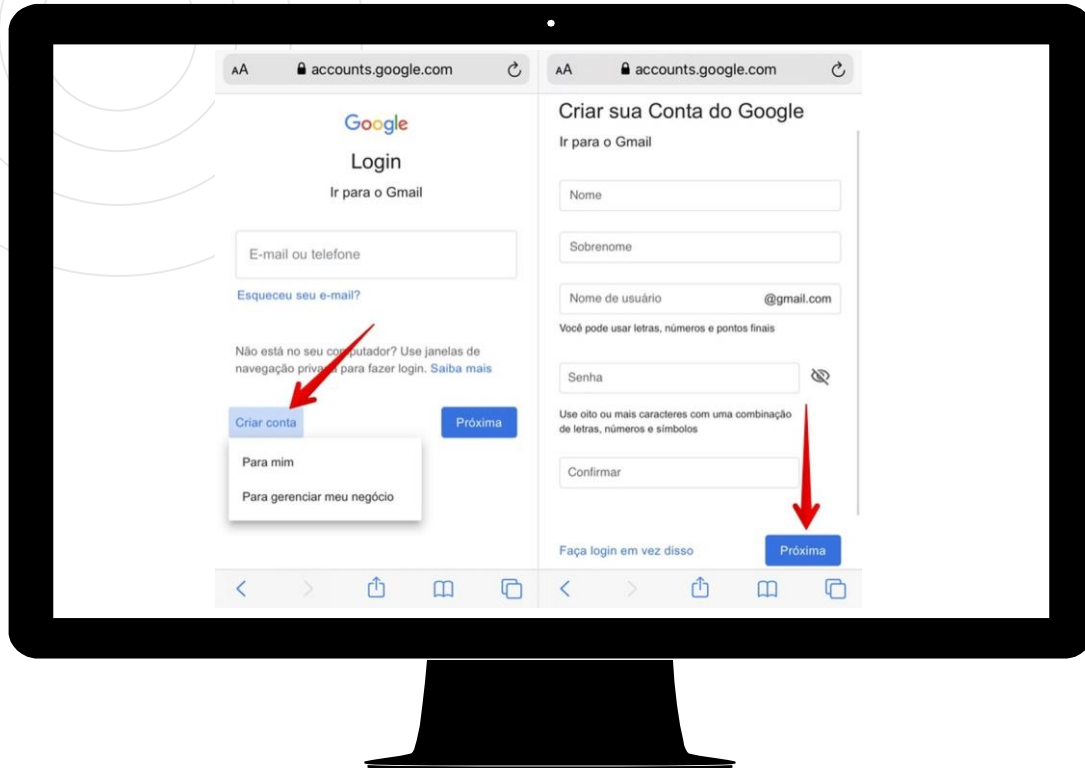 AA accounts.google.com
Google
Login
Ir para o Gmail
E-mail ou telefone
Esqueceu seu e-mail?
Não está no seu computador? Use janelas de
navegação privada para fazer login. Saiba mais
Criar conta
Próxima
Para mim
Para gerenciar meu negócio
AA accounts.google.com
Criar sua Conta do Google
Ir para o Gmail
Nome
Sobrenome
Nome de usuário @gmail.com
Você pode usar letras, números e pontos finais
Senha
Use oito ou mais caracteres com uma combinação
de letras, números e símbolos
Confirmar
Faça login em vez disso
Próxima